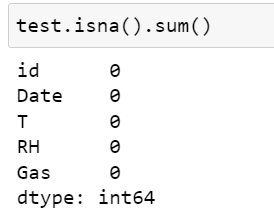 test.isna().sum()
id 0
Date 0
T 0
RH 0
Gas 0
dtype: int64